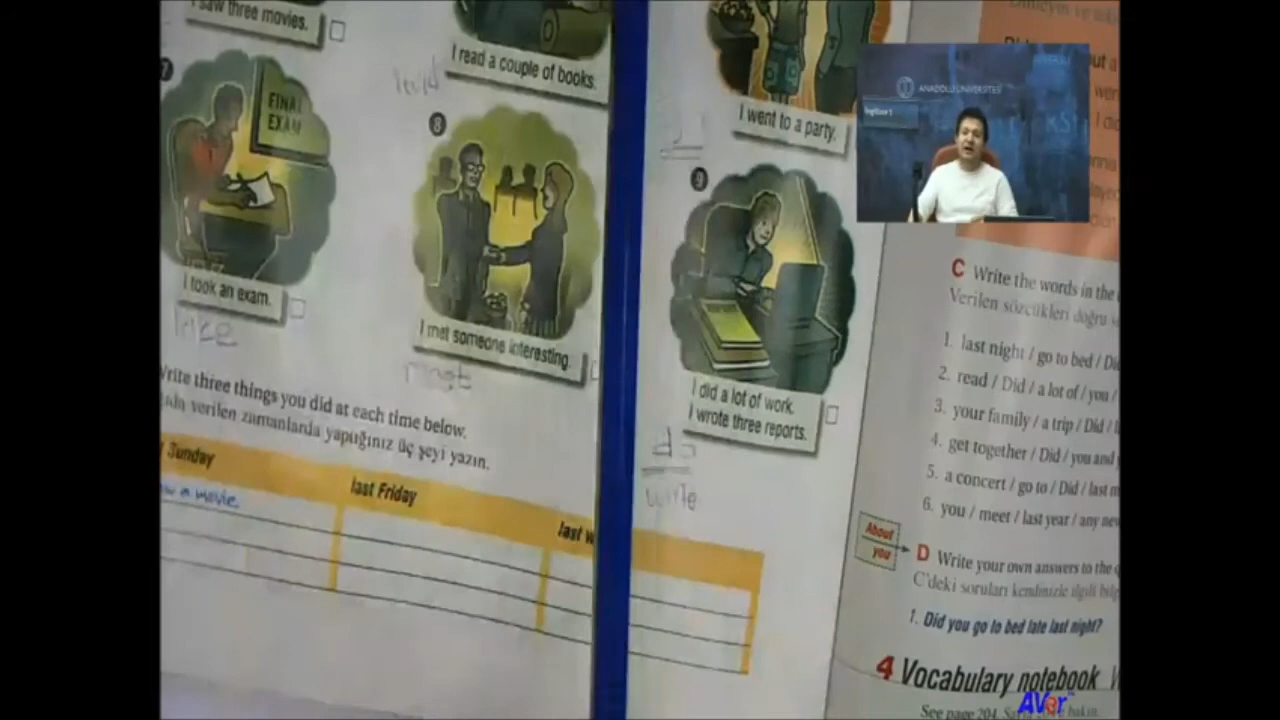 I saw three movies.
I read a couple of books.
I went to a party.
ANADOLU ÜNİVERSİTESİ
7
FINAL
EXAM
I took an exam.
take
8
I met someone interesting.
meet
9
I did a lot of work.
I wrote three reports.
do
write
Write three things you did at each time below.
verilen zamanlarda yaptığınız üç şeyi yazın.
Sunday
last Friday
last w
a movie.
C Write the words in the
Verilen sözcükleri doğru
1. last night / go to bed / Di
2. read / Did / a lot of / you /
3. your family / a trip / Did /
4. get together / Did / you and
5. a concert / go to / Did / last m
6. you / meet / last year / any ne
About
you
D Write your own answers to the
C'deki soruları kendinizle ilgili bilg
1. Did you go to bed late last night?
4 Vocabulary notebook
See page 204.
AVer